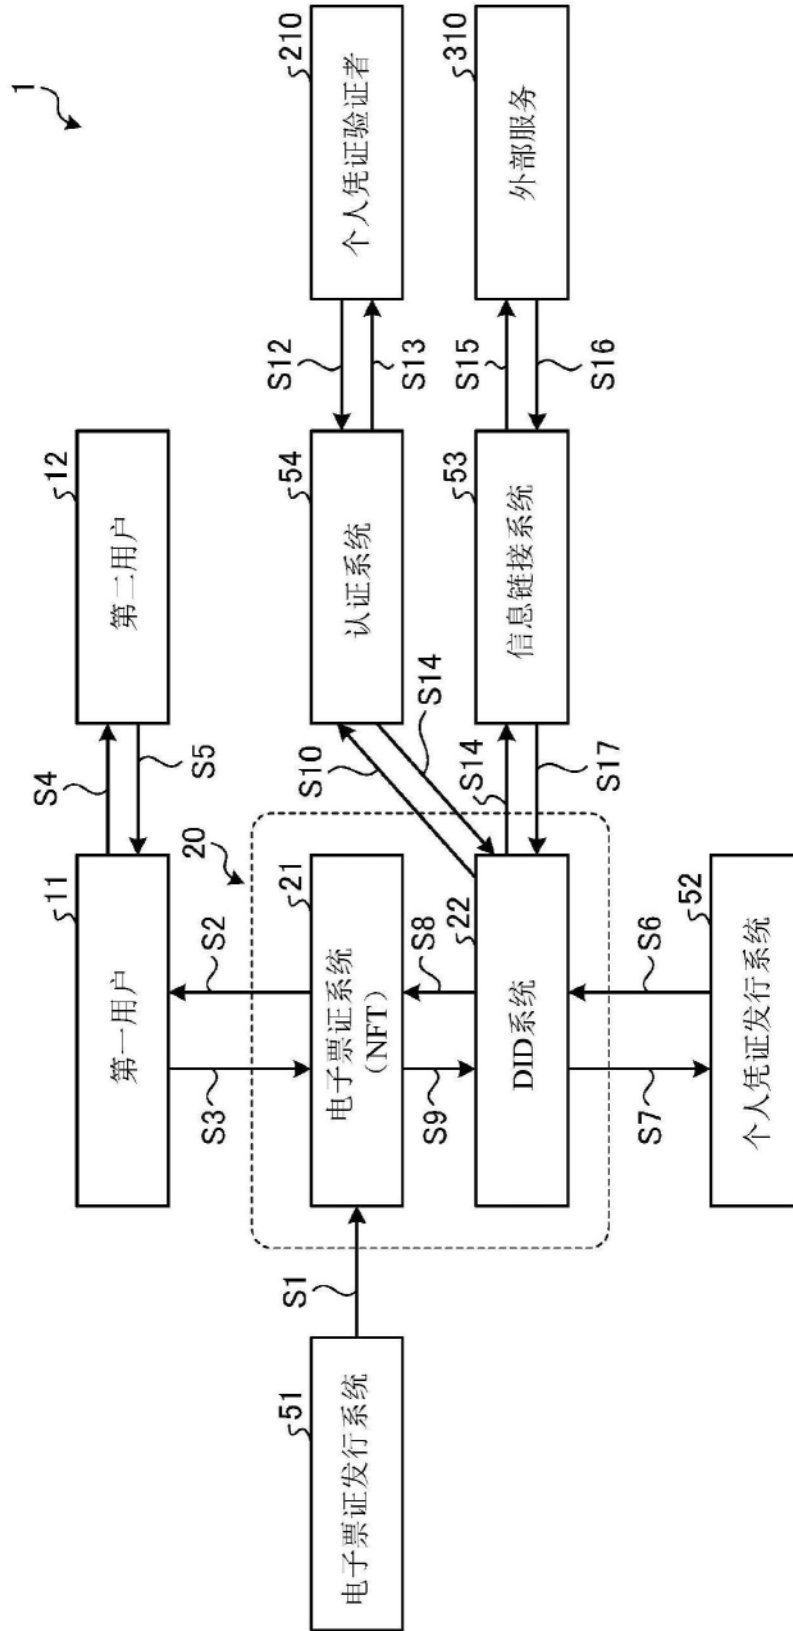 1
11
第一用户
S4
S5
12
第二用户
S3
S2
20
51
电子票证发行系统
S1
21
电子票证系统
（NFT）
S10
54
认证系统
S12
S13
210
个人凭证验证者
S9
S8
S14
22
DID系统
S14
S17
53
信息链接系统
S15
S16
310
外部服务
S7
S6
52
个人凭证发行系统